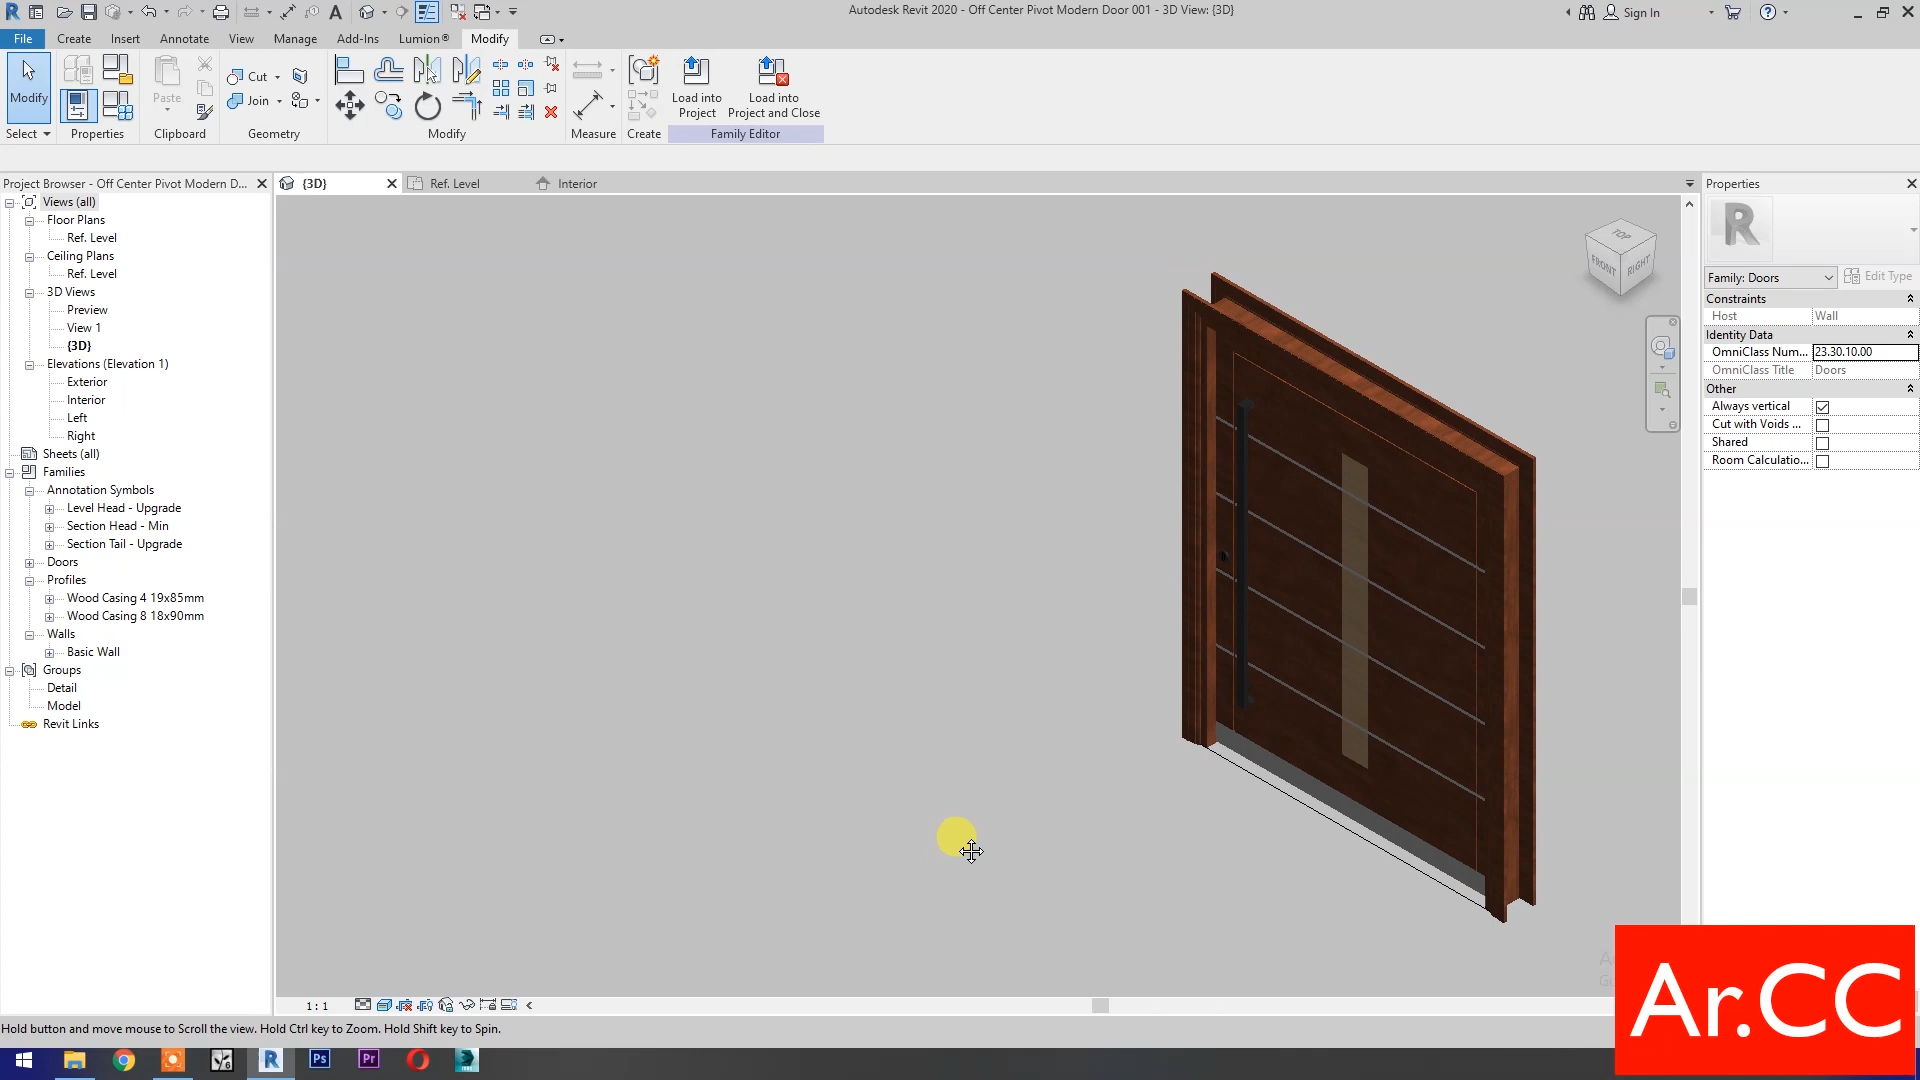 Autodesk Revit 2020 - Off Center Pivot Modern Door 001 - 3D View: {3D}
Sign In
File Create Insert Annotate View Manage Add-Ins Lumion® Modify
Modify
Paste
Cut
Join
Load into Project
Load into Project and Close
Select Properties Clipboard Geometry Modify Measure Create Family Editor
Project Browser - Off Center Pivot Modern D...
{3D} Ref. Level Interior
Properties
Views (all)
Floor Plans
Ref. Level
Ceiling Plans
Ref. Level
3D Views
Preview
View 1
{3D}
Elevations (Elevation 1)
Exterior
Interior
Left
Right
Sheets (all)
Families
Annotation Symbols
Level Head - Upgrade
Section Head - Min
Section Tail - Upgrade
Doors
Profiles
Wood Casing 4 19x85mm
Wood Casing 8 18x90mm
Walls
Basic Wall
Groups
Detail
Model
Revit Links
TOP
FRONT RIGHT
Family: Doors Edit Type
Constraints
Host Wall
Identity Data
OmniClass Num... 23.30.10.00
OmniClass Title Doors
Other
Always vertical
Cut with Voids ...
Shared
Room Calculatio...
1 : 1
Hold button and move mouse to Scroll the view. Hold Ctrl key to Zoom. Hold Shift key to Spin.
Ar.CC